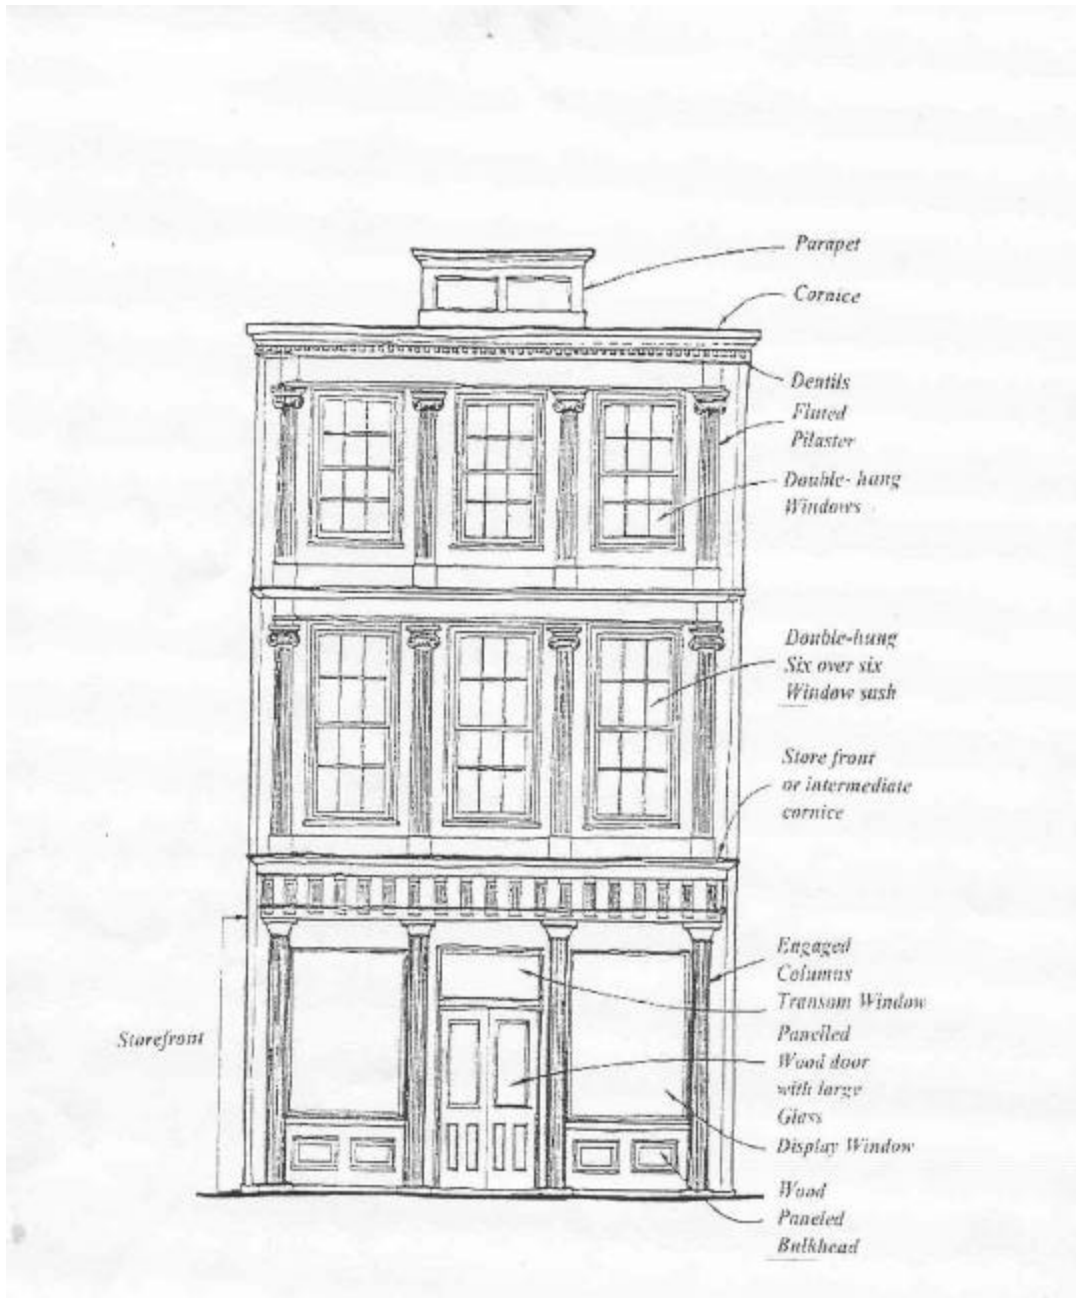 Parapet
Cornice
Dentils
Fluted
Pilaster
Double-hung
Windows
Double-hung
Six over six
Window sash
Store front
or intermediate
cornice
Engaged
Columns
Transom Window
Panelled
Wood door
with large
Glass
Display Window
Wood
Paneled
Bulkhead
Storefront